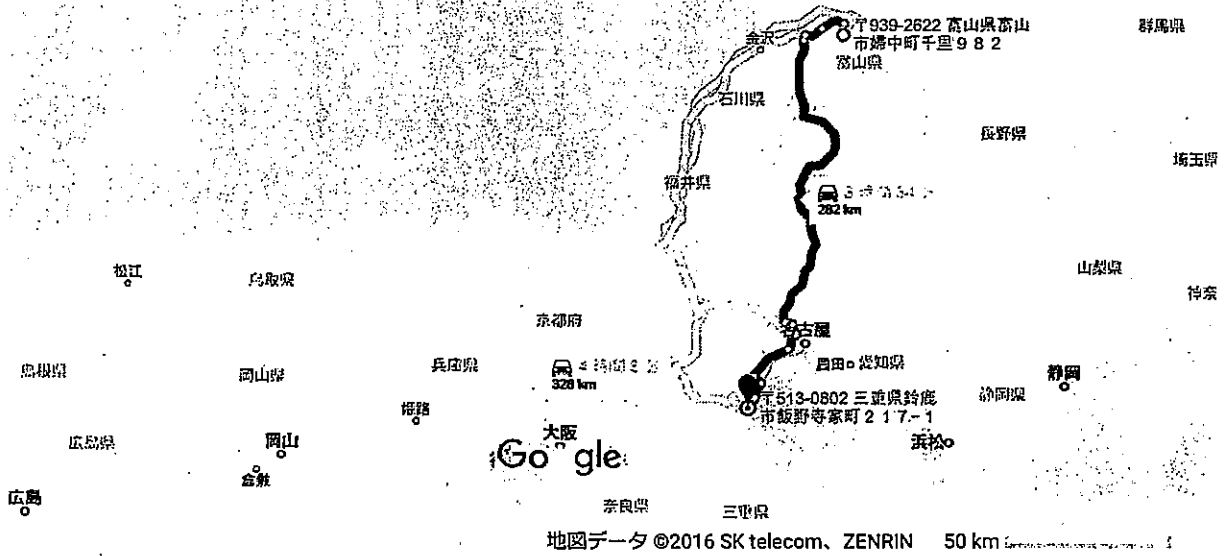 〒939-2622 富山県富山
市婦中町千里982
群馬県
金沢
富山県
石川県
長野県
埼玉県
福井県
282 km
松江
鳥取県
山梨県
神奈
京都府
名古屋
島根県
岡山県
兵庫県
328 km
豊田
愛知県
静岡県
静岡
〒513-0802 三重県鈴鹿
市飯野寺家町217-1
姫路
広島県
岡山
大阪
浜松
Google
倉敷
広島
奈良県
三重県
地図データ ©2016 SK telecom、ZENRIN 50 km